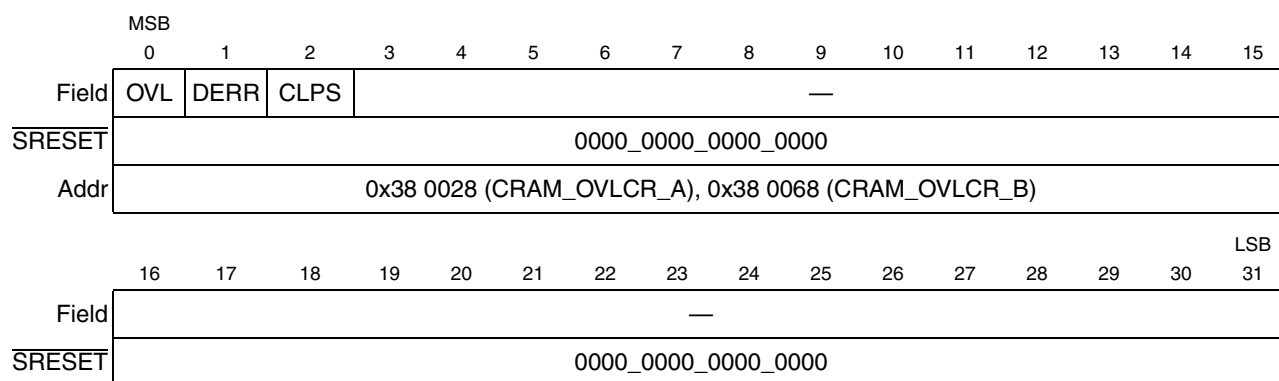 MSB
0 1 2 3 4 5 6 7 8 9 10 11 12 13 14 15
Field OVL DERR CLPS —
SRESET 0000_0000_0000_0000
Addr 0x38 0028 (CRAM_OVLCR_A), 0x38 0068 (CRAM_OVLCR_B)
LSB
16 17 18 19 20 21 22 23 24 25 26 27 28 29 30 31
Field —
SRESET 0000_0000_0000_0000